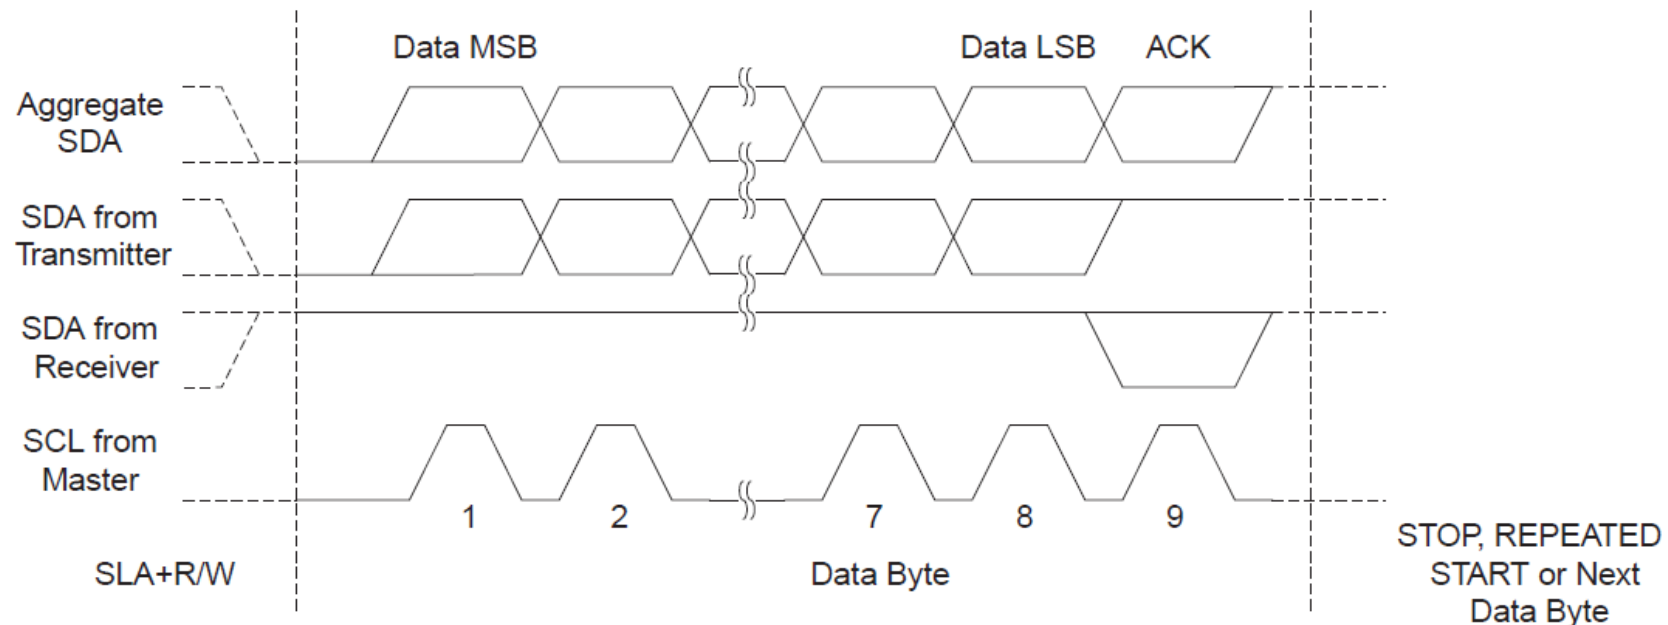 Data MSB
Data LSB
ACK
Aggregate
SDA
SDA from
Transmitter
SDA from
Receiver
SCL from
Master
1
2
7
8
9
SLA+R/W
Data Byte
STOP, REPEATED
START or Next
Data Byte